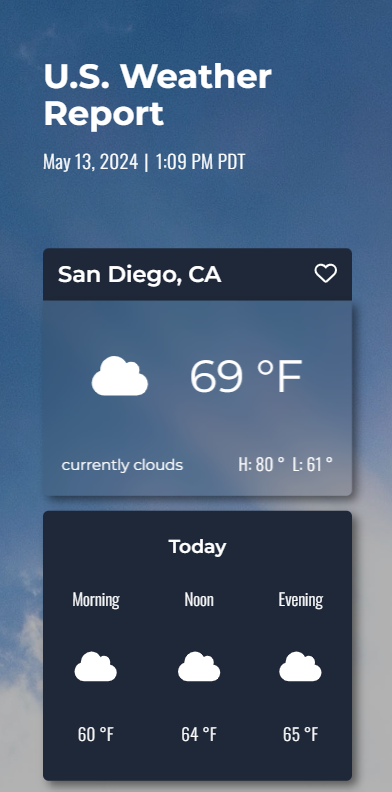 U.S. Weather
Report
May 13, 2024 | 1:09 PM PDT
San Diego, CA
69 °F
currently clouds H: 80 ° L: 61 °
Today
Morning Noon Evening
60 °F 64 °F 65 °F